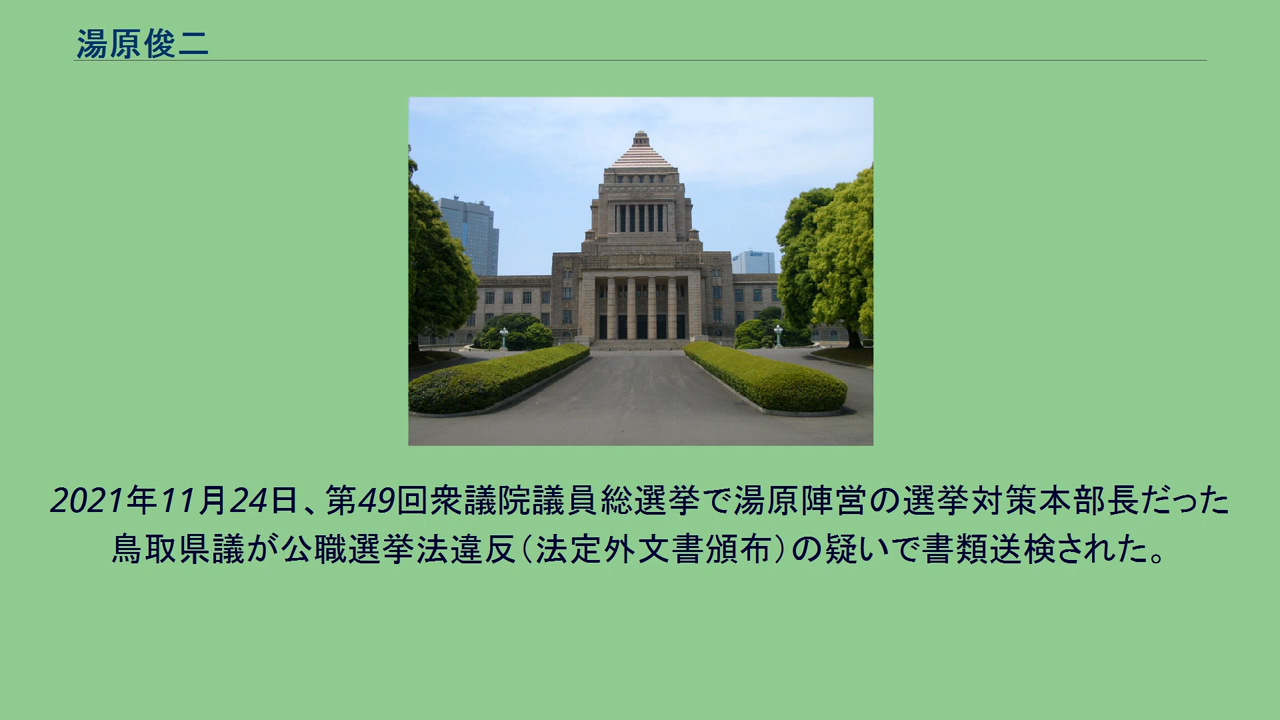 湯原俊二
2021年11月24日、第49回衆議院議員総選挙で湯原陣営の選挙対策本部長だった
鳥取県議が公職選挙法違反（法定外文書頒布）の疑いで書類送検された。